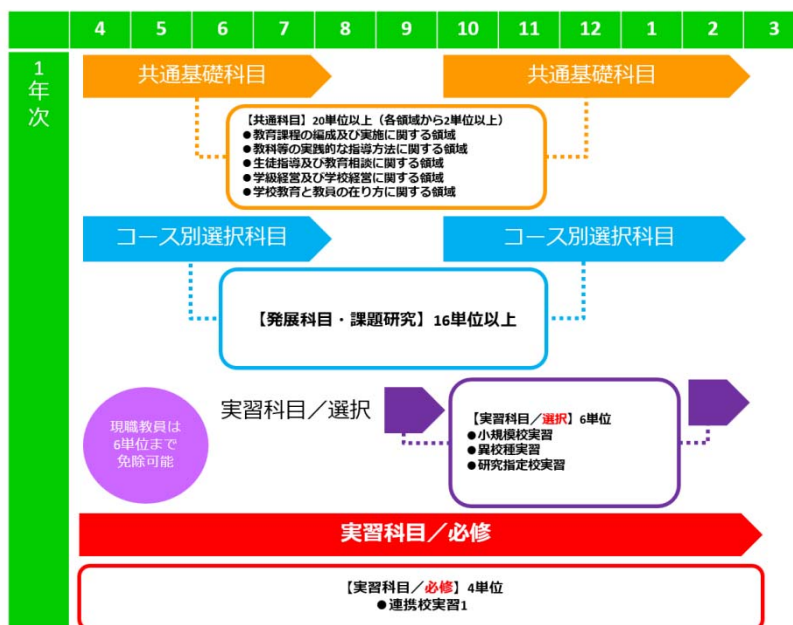 4 5 6 7 8 9 10 11 12 1 2 3
1年次
共通基礎科目
共通基礎科目
【共通科目】20単位以上（各領域から2単位以上）
●教育課程の編成及び実施に関する領域
●教科等の実践的な指導方法に関する領域
●生徒指導及び教育相談に関する領域
●学級経営及び学校経営に関する領域
●学校教育と教員の在り方に関する領域
コース別選択科目
コース別選択科目
【発展科目・課題研究】16単位以上
現職教員は
6単位まで
免除可能
実習科目／選択
【実習科目／選択】6単位
●小規模校実習
●異校種実習
●研究指定校実習
実習科目／必修
【実習科目／必修】4単位
●連携校実習1